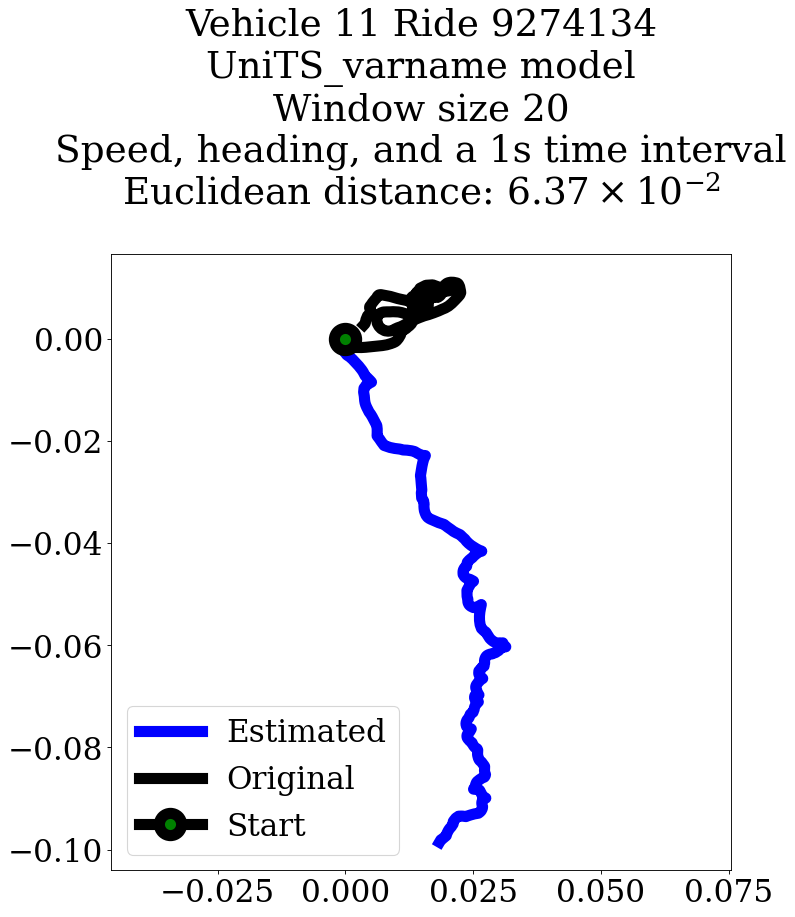 Vehicle 11 Ride 9274134
UniTS_varname model
Window size 20
Speed, heading, and a 1s time interval
Euclidean distance: 6.37 × 10⁻²
0.00
−0.02
−0.04
−0.06
−0.08
−0.10
Estimated
Original
Start
−0.025 0.000 0.025 0.050 0.075